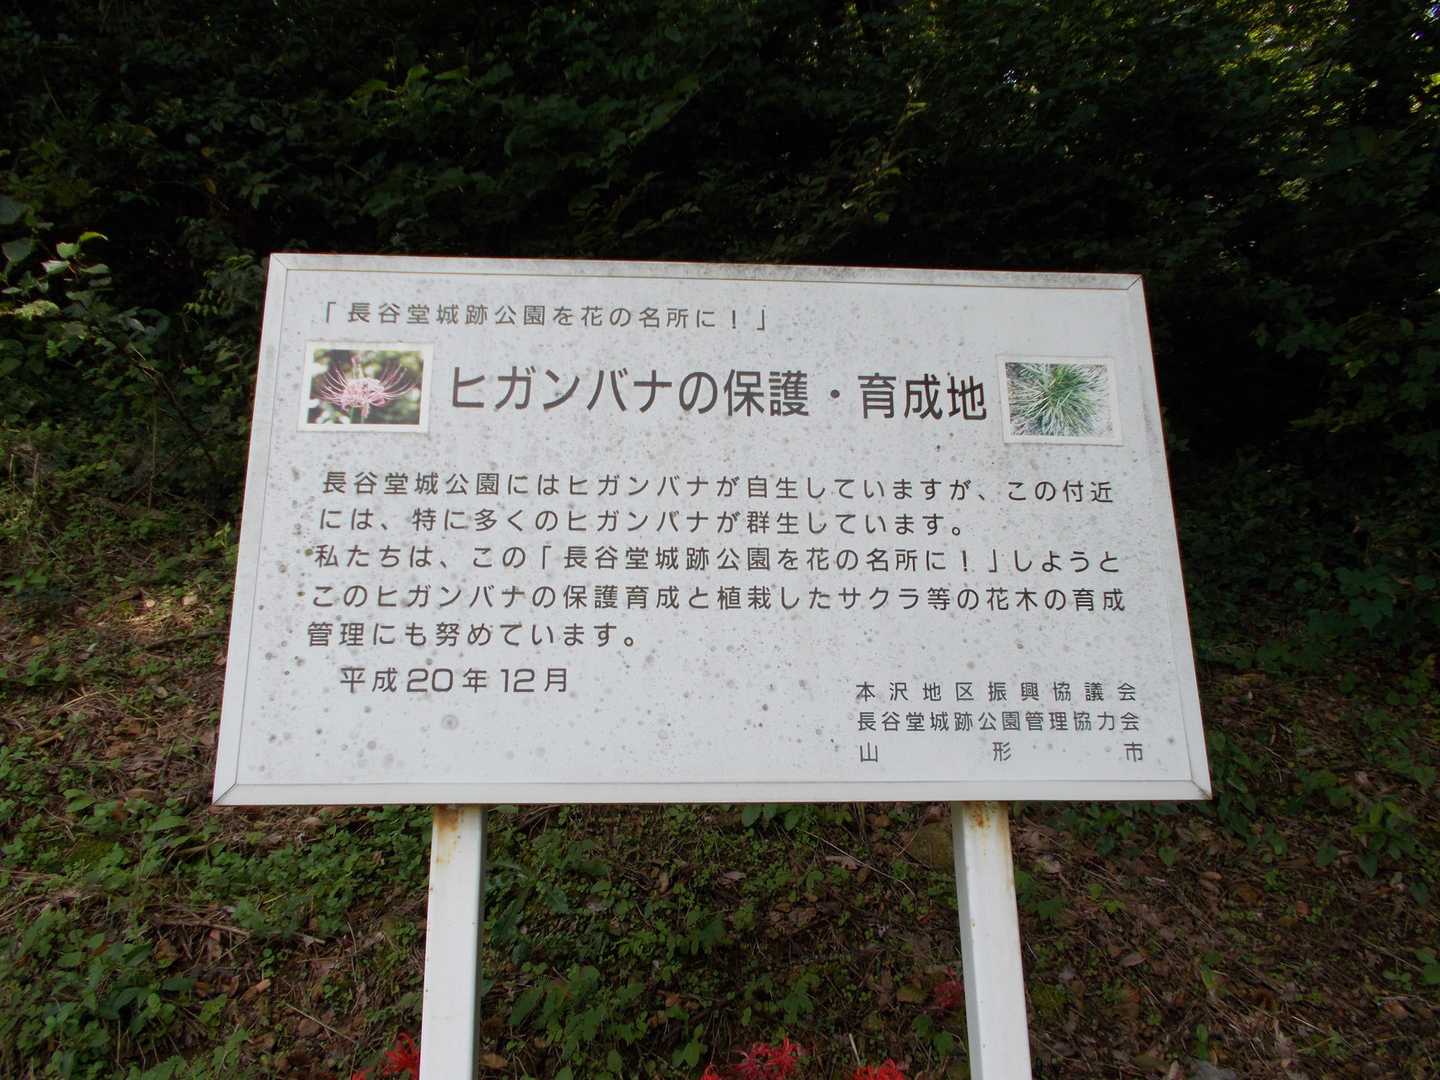 「長谷堂城跡公園を花の名所に！」
ヒガンバナの保護・育成地
長谷堂城公園にはヒガンバナが自生していますが、この付近
には、特に多くのヒガンバナが群生しています。
私たちは、この「長谷堂城跡公園を花の名所に！」しようと
このヒガンバナの保護育成と植栽したサクラ等の花木の育成
管理にも努めています。
平成20年12月
本沢地区振興協議会
長谷堂城跡公園管理協力会
山形市